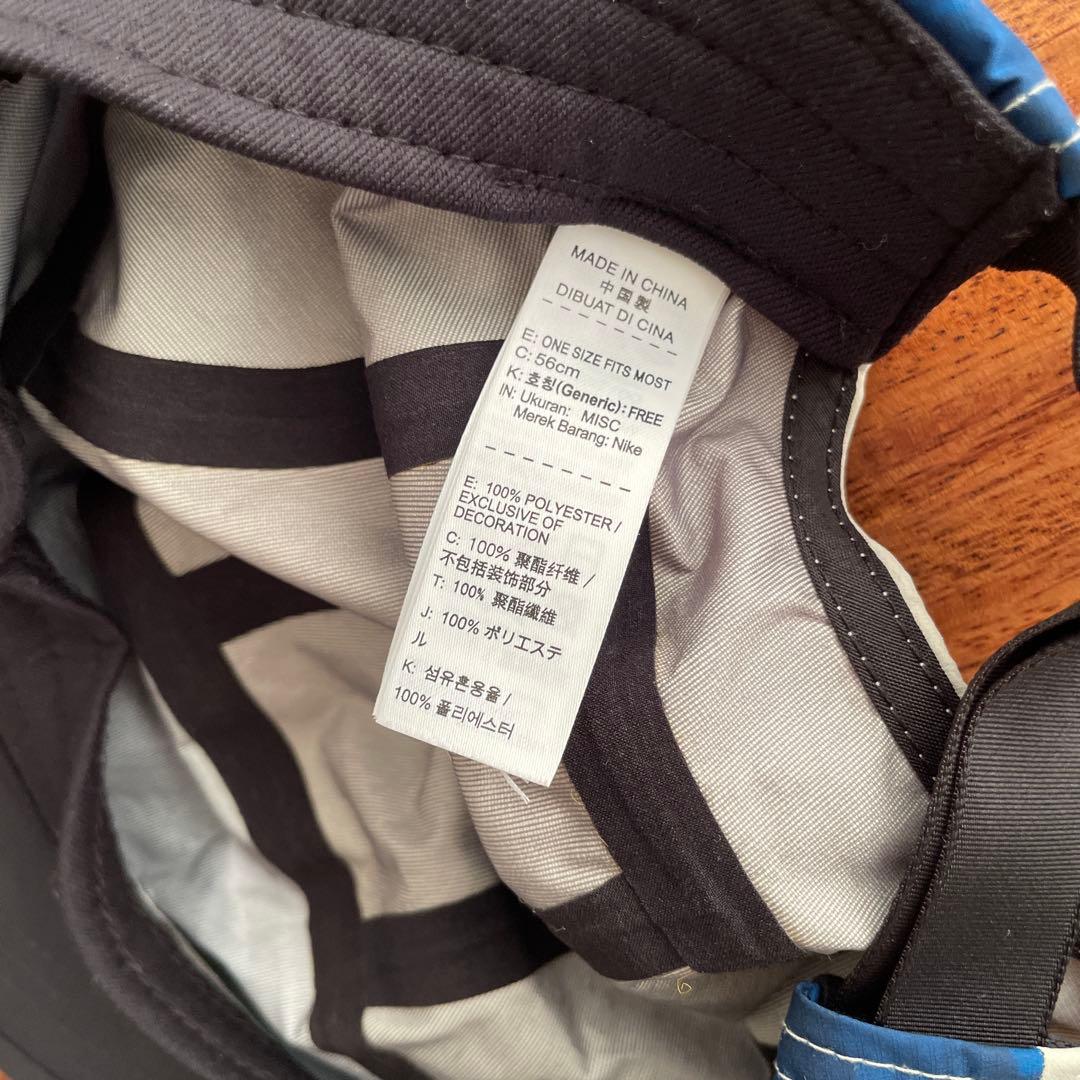 MADE IN CHINA
中国製
DIBUAT DI CINA
E: ONE SIZE FITS MOST
C: 56cm
K: 호칭(Generic): FREE
IN: Ukuran: MISC
Merek Barang: Nike
E: 100% POLYESTER /
EXCLUSIVE OF
DECORATION
C: 100% 聚酯纤维 /
不包括装饰部分
T: 100% 聚酯纖維
J: 100% ポリエステ
ル
K: 섬유혼용율 /
100% 폴리에스터